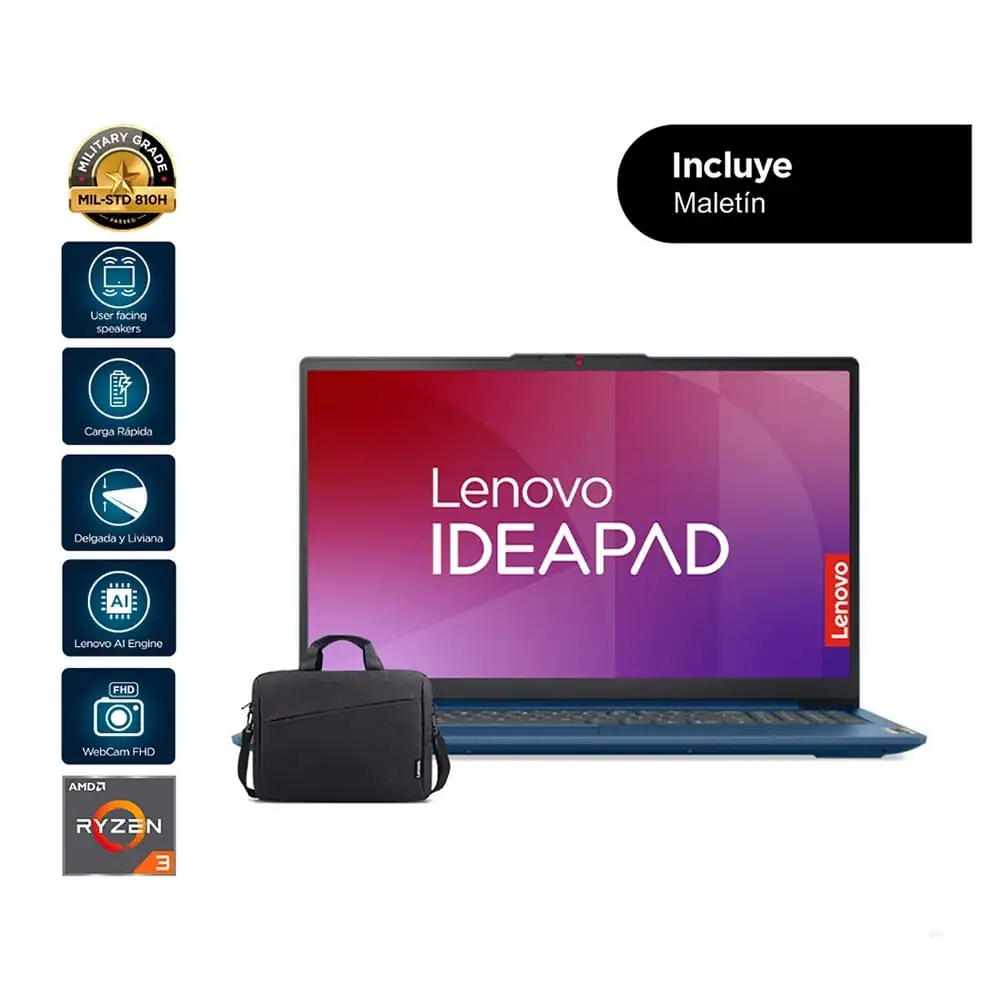 MILITARY GRADE
MIL-STD 810H
PASSED
User facing
speakers
Carga Rápida
Delgada y Liviana
AI
Lenovo AI Engine
FHD
WebCam FHD
AMD
RYZEN
3
Incluye
Maletín
Lenovo
IDEAPAD
Lenovo
Lenovo